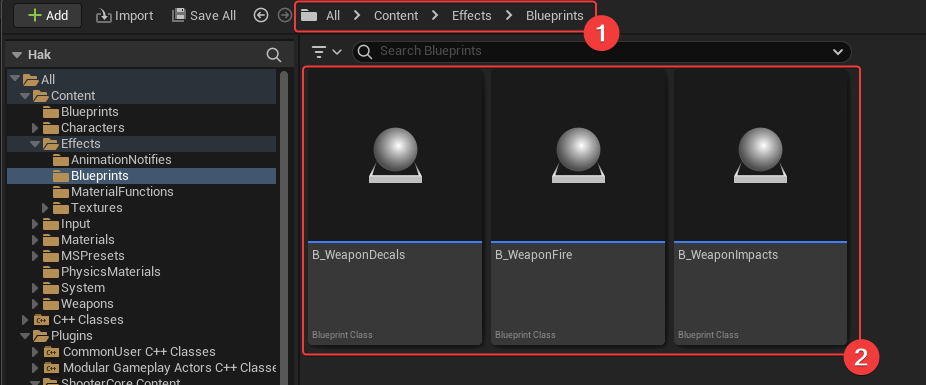 Add Import Save All All Content Effects Blueprints
1
Hak
Search Blueprints
All
Content
Blueprints
Characters
Effects
AnimationNotifies
Blueprints
MaterialFunctions
Textures
Input
Materials
MSPresets
PhysicsMaterials
System
Weapons
C++ Classes
Plugins
CommonUser C++ Classes
Modular Gameplay Actors C++ Classe
ShooterCore Content
B_WeaponDecals B_WeaponFire B_WeaponImpacts
Blueprint Class Blueprint Class Blueprint Class
2